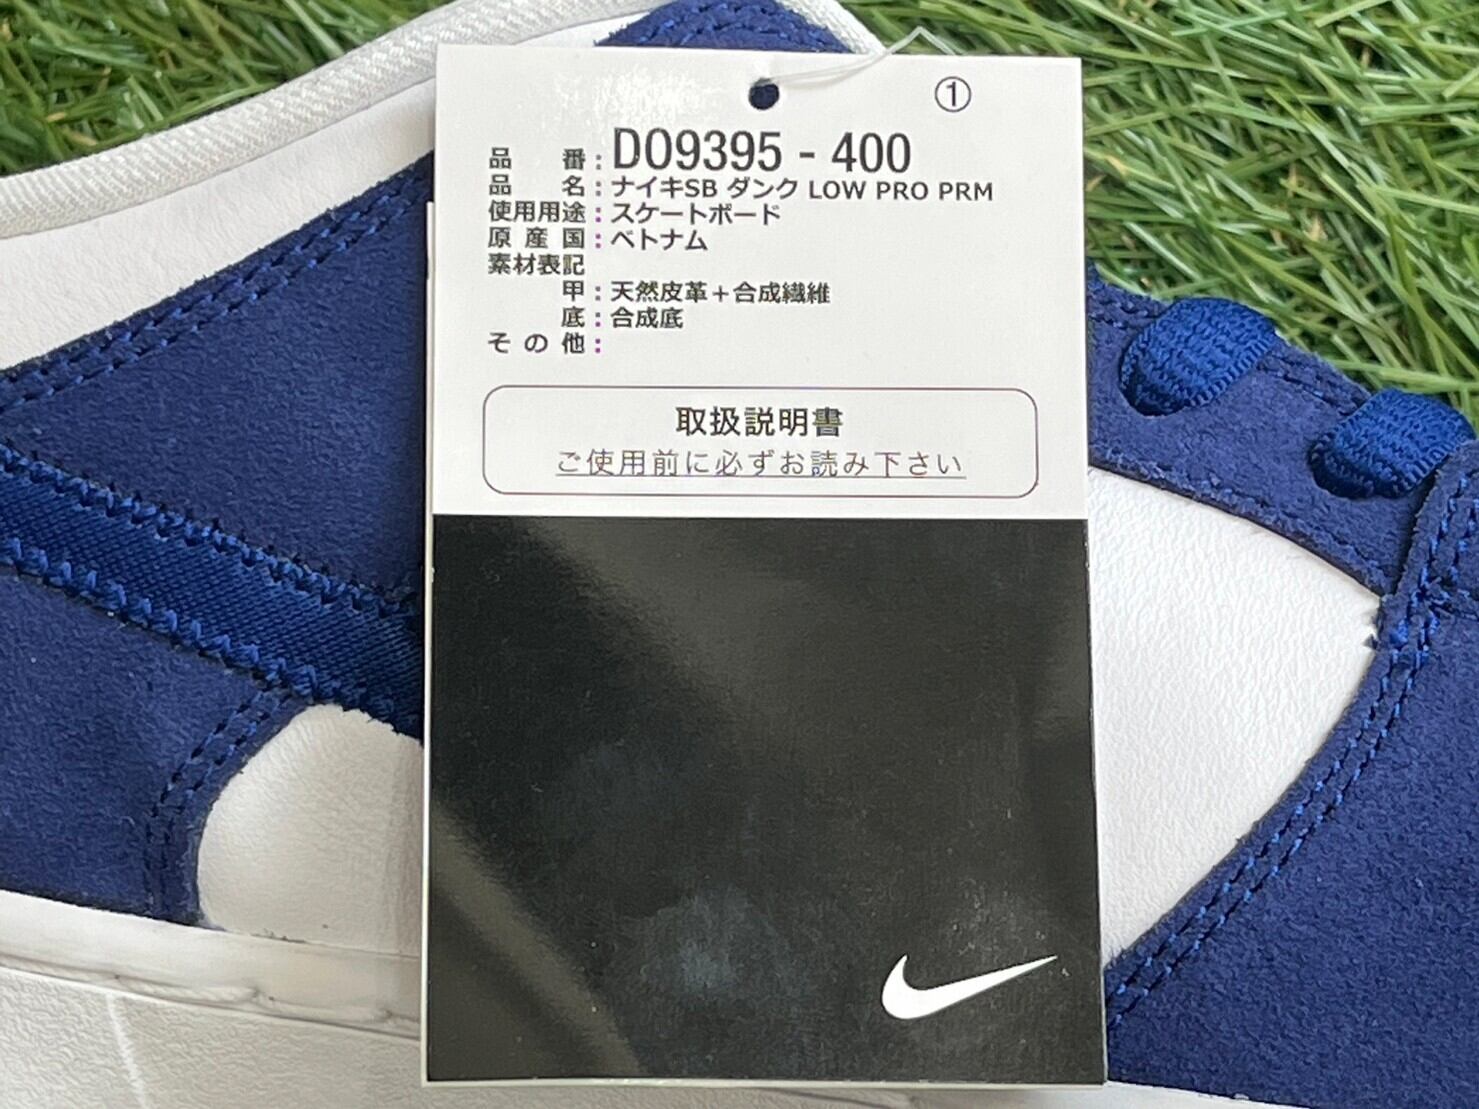 ①
品番：DO9395 - 400
品名：ナイキSB ダンク LOW PRO PRM
使用用途：スケートボード
原産国：ベトナム
素材表記
甲：天然皮革＋合成繊維
底：合成底
その他：
取扱説明書
ご使用前に必ずお読み下さい